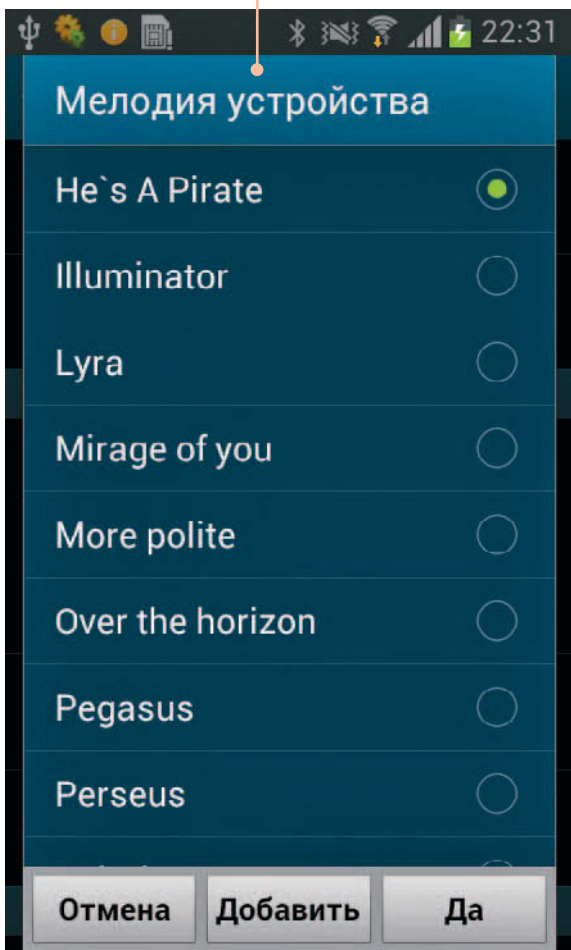 22:31
Мелодия устройства
He`s A Pirate
Illuminator
Lyra
Mirage of you
More polite
Over the horizon
Pegasus
Perseus
Отмена Добавить Да